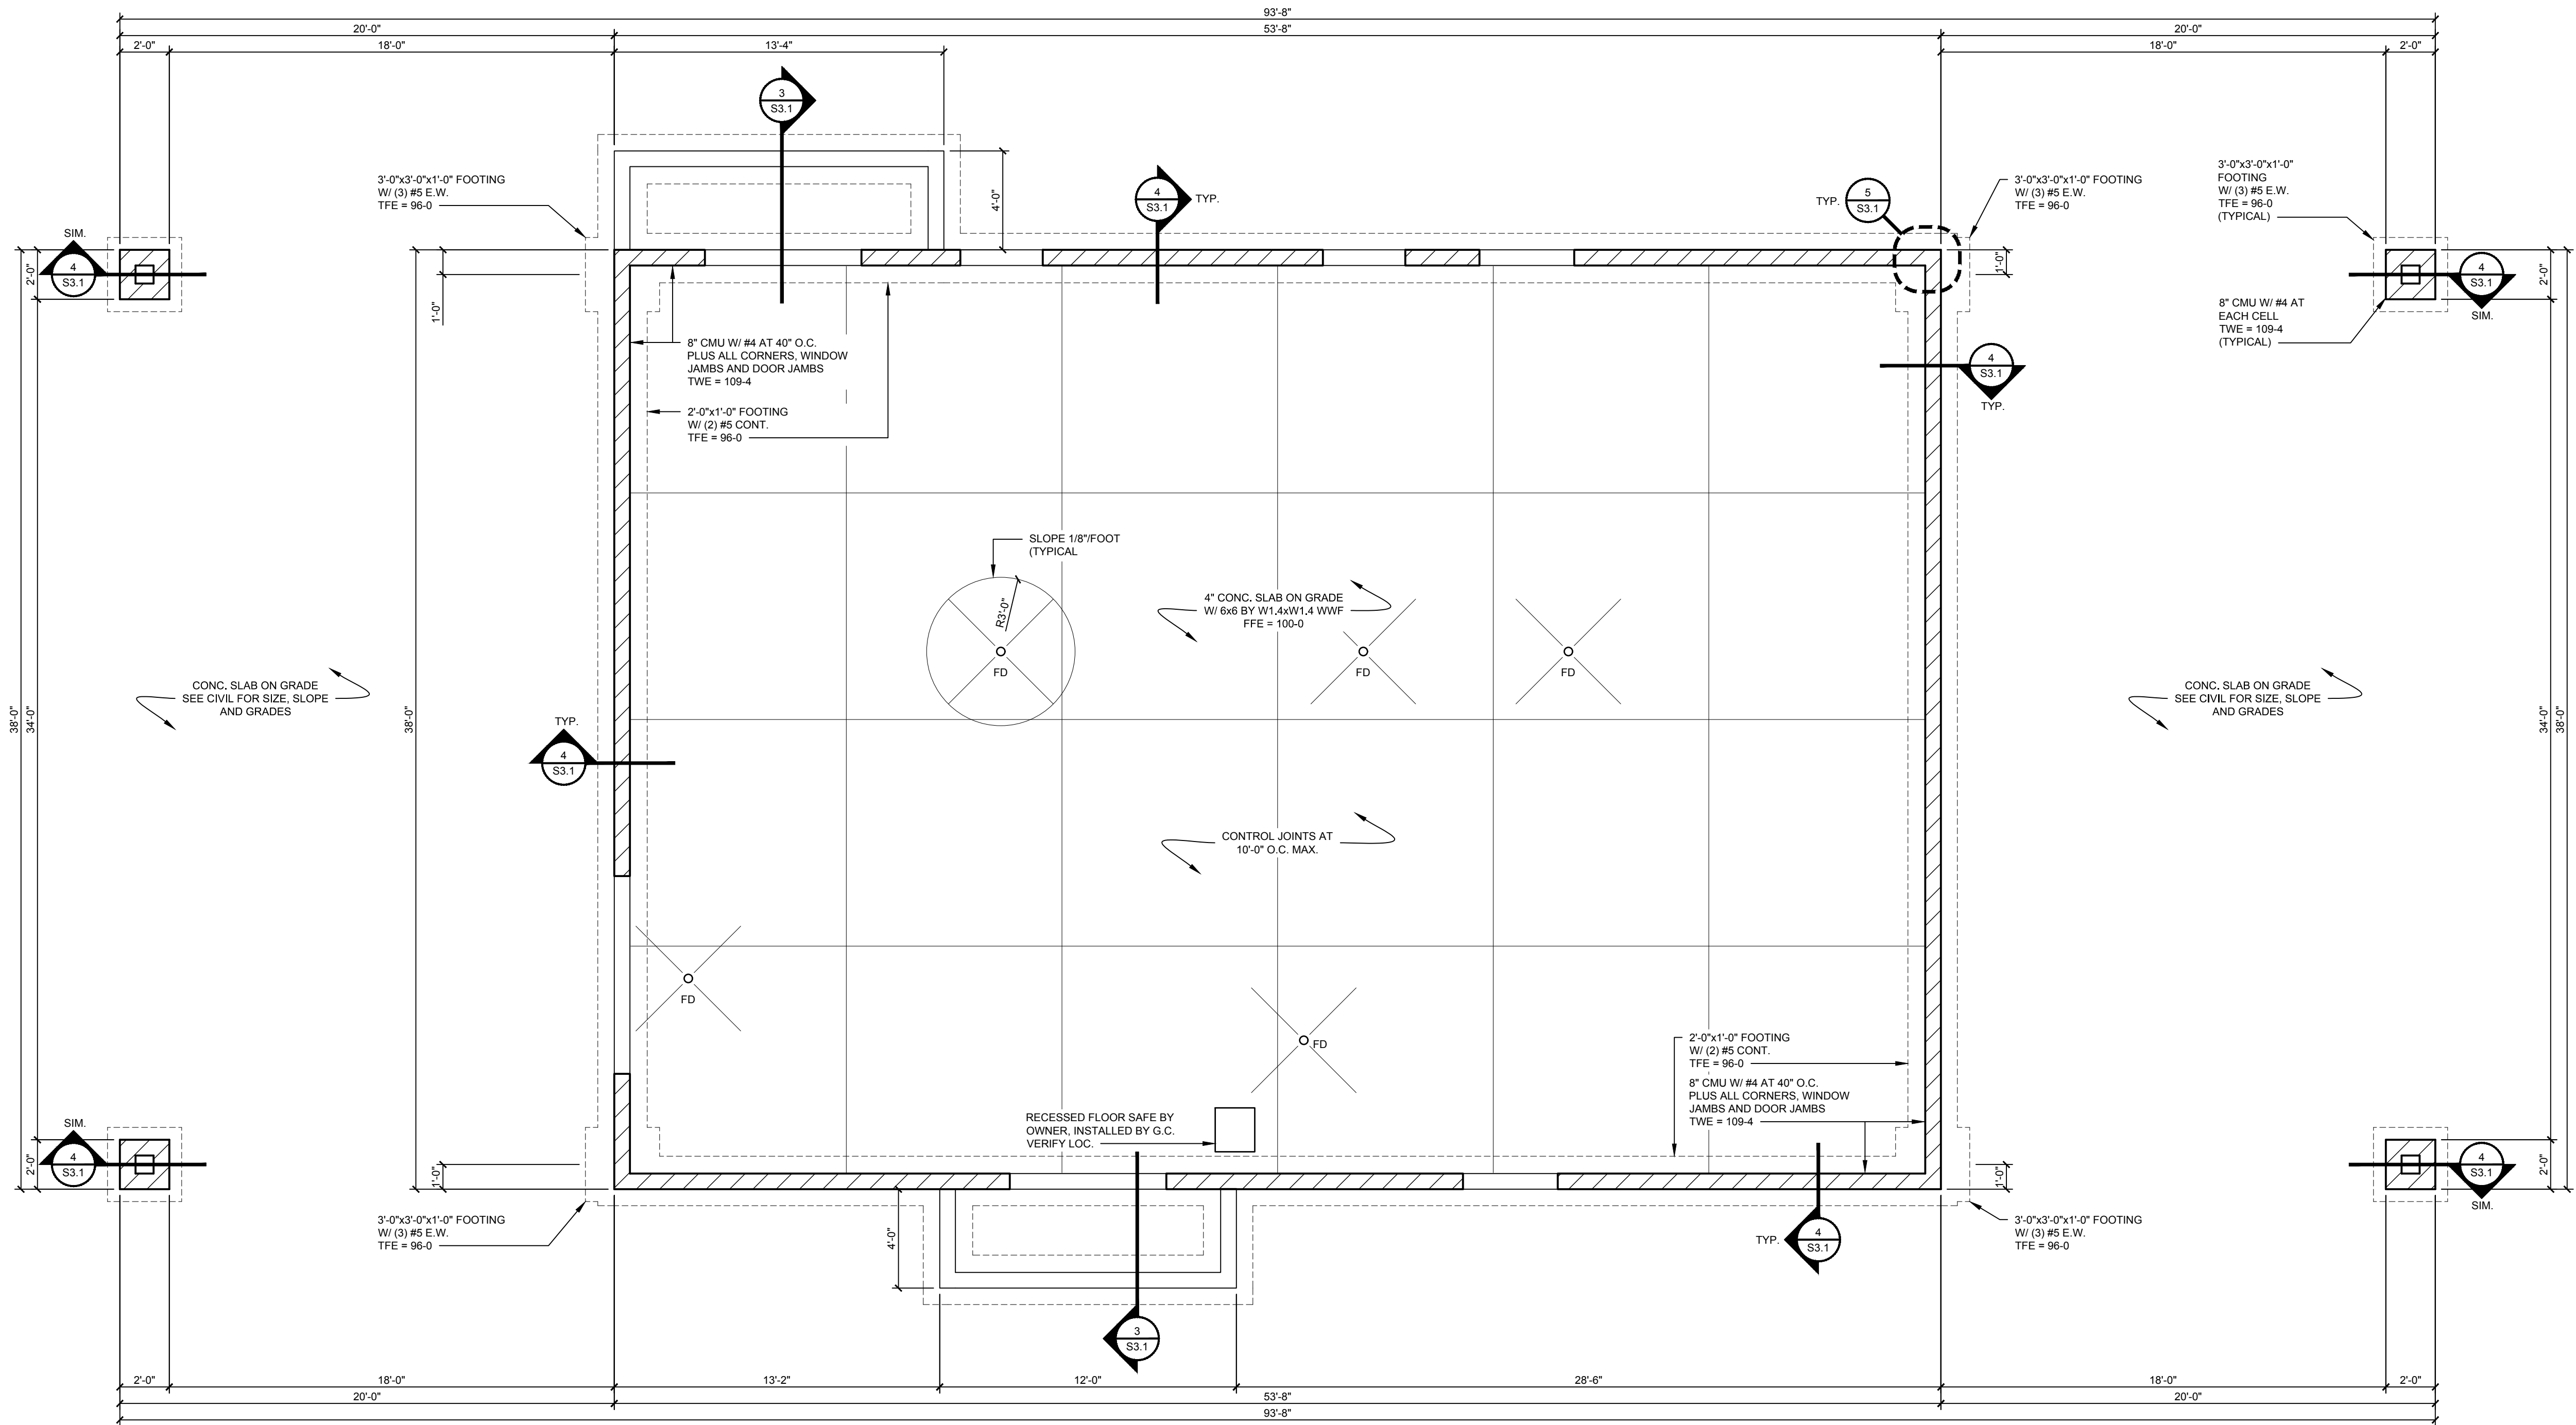 93'-8"
20'-0"
53'-8"
20'-0"
2'-0"
18'-0"
13'-4"
18'-0"
2'-0"
3
S3.1
4
S3.1
TYP.
TYP.
5
S3.1
3'-0"x3'-0"x1'-0" FOOTING
W/ (3) #5 E.W.
TFE = 96-0
4'-0"
3'-0"x3'-0"x1'-0" FOOTING
W/ (3) #5 E.W.
TFE = 96-0
3'-0"x3'-0"x1'-0"
FOOTING
W/ (3) #5 E.W.
TFE = 96-0
(TYPICAL)
SIM.
4
S3.1
2'-0"
1'-0"
1'-0"
4
S3.1
SIM.
2'-0"
8" CMU W/ #4 AT
EACH CELL
TWE = 109-4
(TYPICAL)
8" CMU W/ #4 AT 40" O.C.
PLUS ALL CORNERS, WINDOW
JAMBS AND DOOR JAMBS
TWE = 109-4
4
S3.1
TYP.
2'-0"x1'-0" FOOTING
W/ (2) #5 CONT.
TFE = 96-0
SLOPE 1/8"/FOOT
(TYPICAL
R3'-0"
4" CONC. SLAB ON GRADE
W/ 6x6 BY W1.4xW1.4 WWF
FFE = 100-0
FD
FD
FD
38'-0"
34'-0"
CONC. SLAB ON GRADE
SEE CIVIL FOR SIZE, SLOPE
AND GRADES
38'-0"
CONC. SLAB ON GRADE
SEE CIVIL FOR SIZE, SLOPE
AND GRADES
34'-0"
38'-0"
TYP.
4
S3.1
CONTROL JOINTS AT
10'-0" O.C. MAX.
FD
FD
2'-0"x1'-0" FOOTING
W/ (2) #5 CONT.
TFE = 96-0
8" CMU W/ #4 AT 40" O.C.
PLUS ALL CORNERS, WINDOW
JAMBS AND DOOR JAMBS
TWE = 109-4
RECESSED FLOOR SAFE BY
OWNER, INSTALLED BY G.C.
VERIFY LOC.
SIM.
4
S3.1
2'-0"
1'-0"
1'-0"
4
S3.1
SIM.
2'-0"
3'-0"x3'-0"x1'-0" FOOTING
W/ (3) #5 E.W.
TFE = 96-0
4'-0"
TYP.
4
S3.1
3'-0"x3'-0"x1'-0" FOOTING
W/ (3) #5 E.W.
TFE = 96-0
3
S3.1
2'-0"
18'-0"
13'-2"
12'-0"
28'-6"
18'-0"
2'-0"
20'-0"
53'-8"
20'-0"
93'-8"